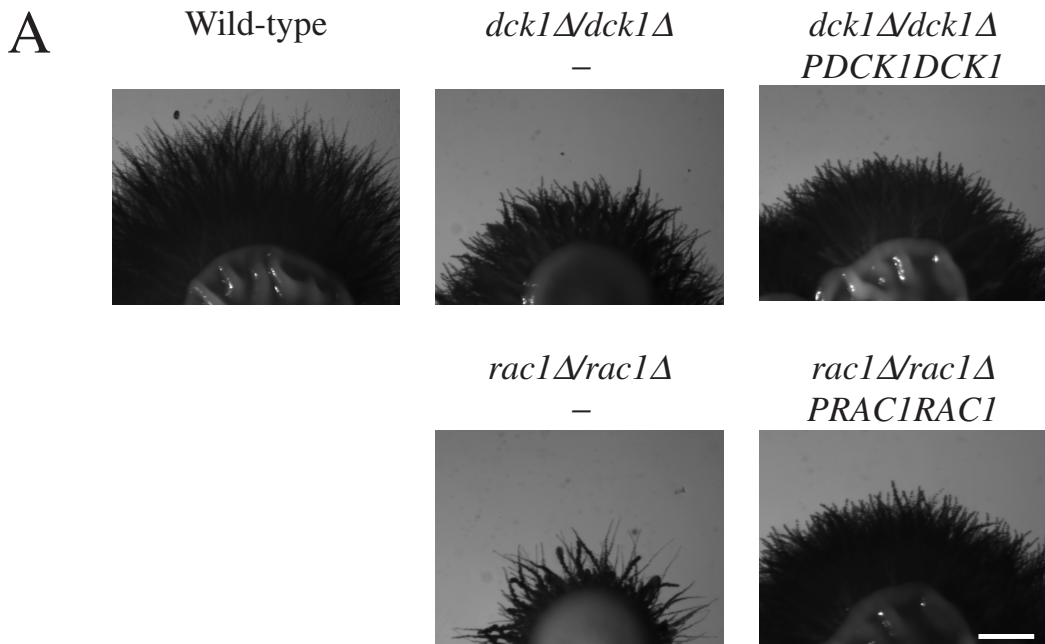 A
Wild-type
dck1Δ/dck1Δ
–
dck1Δ/dck1Δ
PDCK1DCK1
rac1Δ/rac1Δ
–
rac1Δ/rac1Δ
PRAC1RAC1